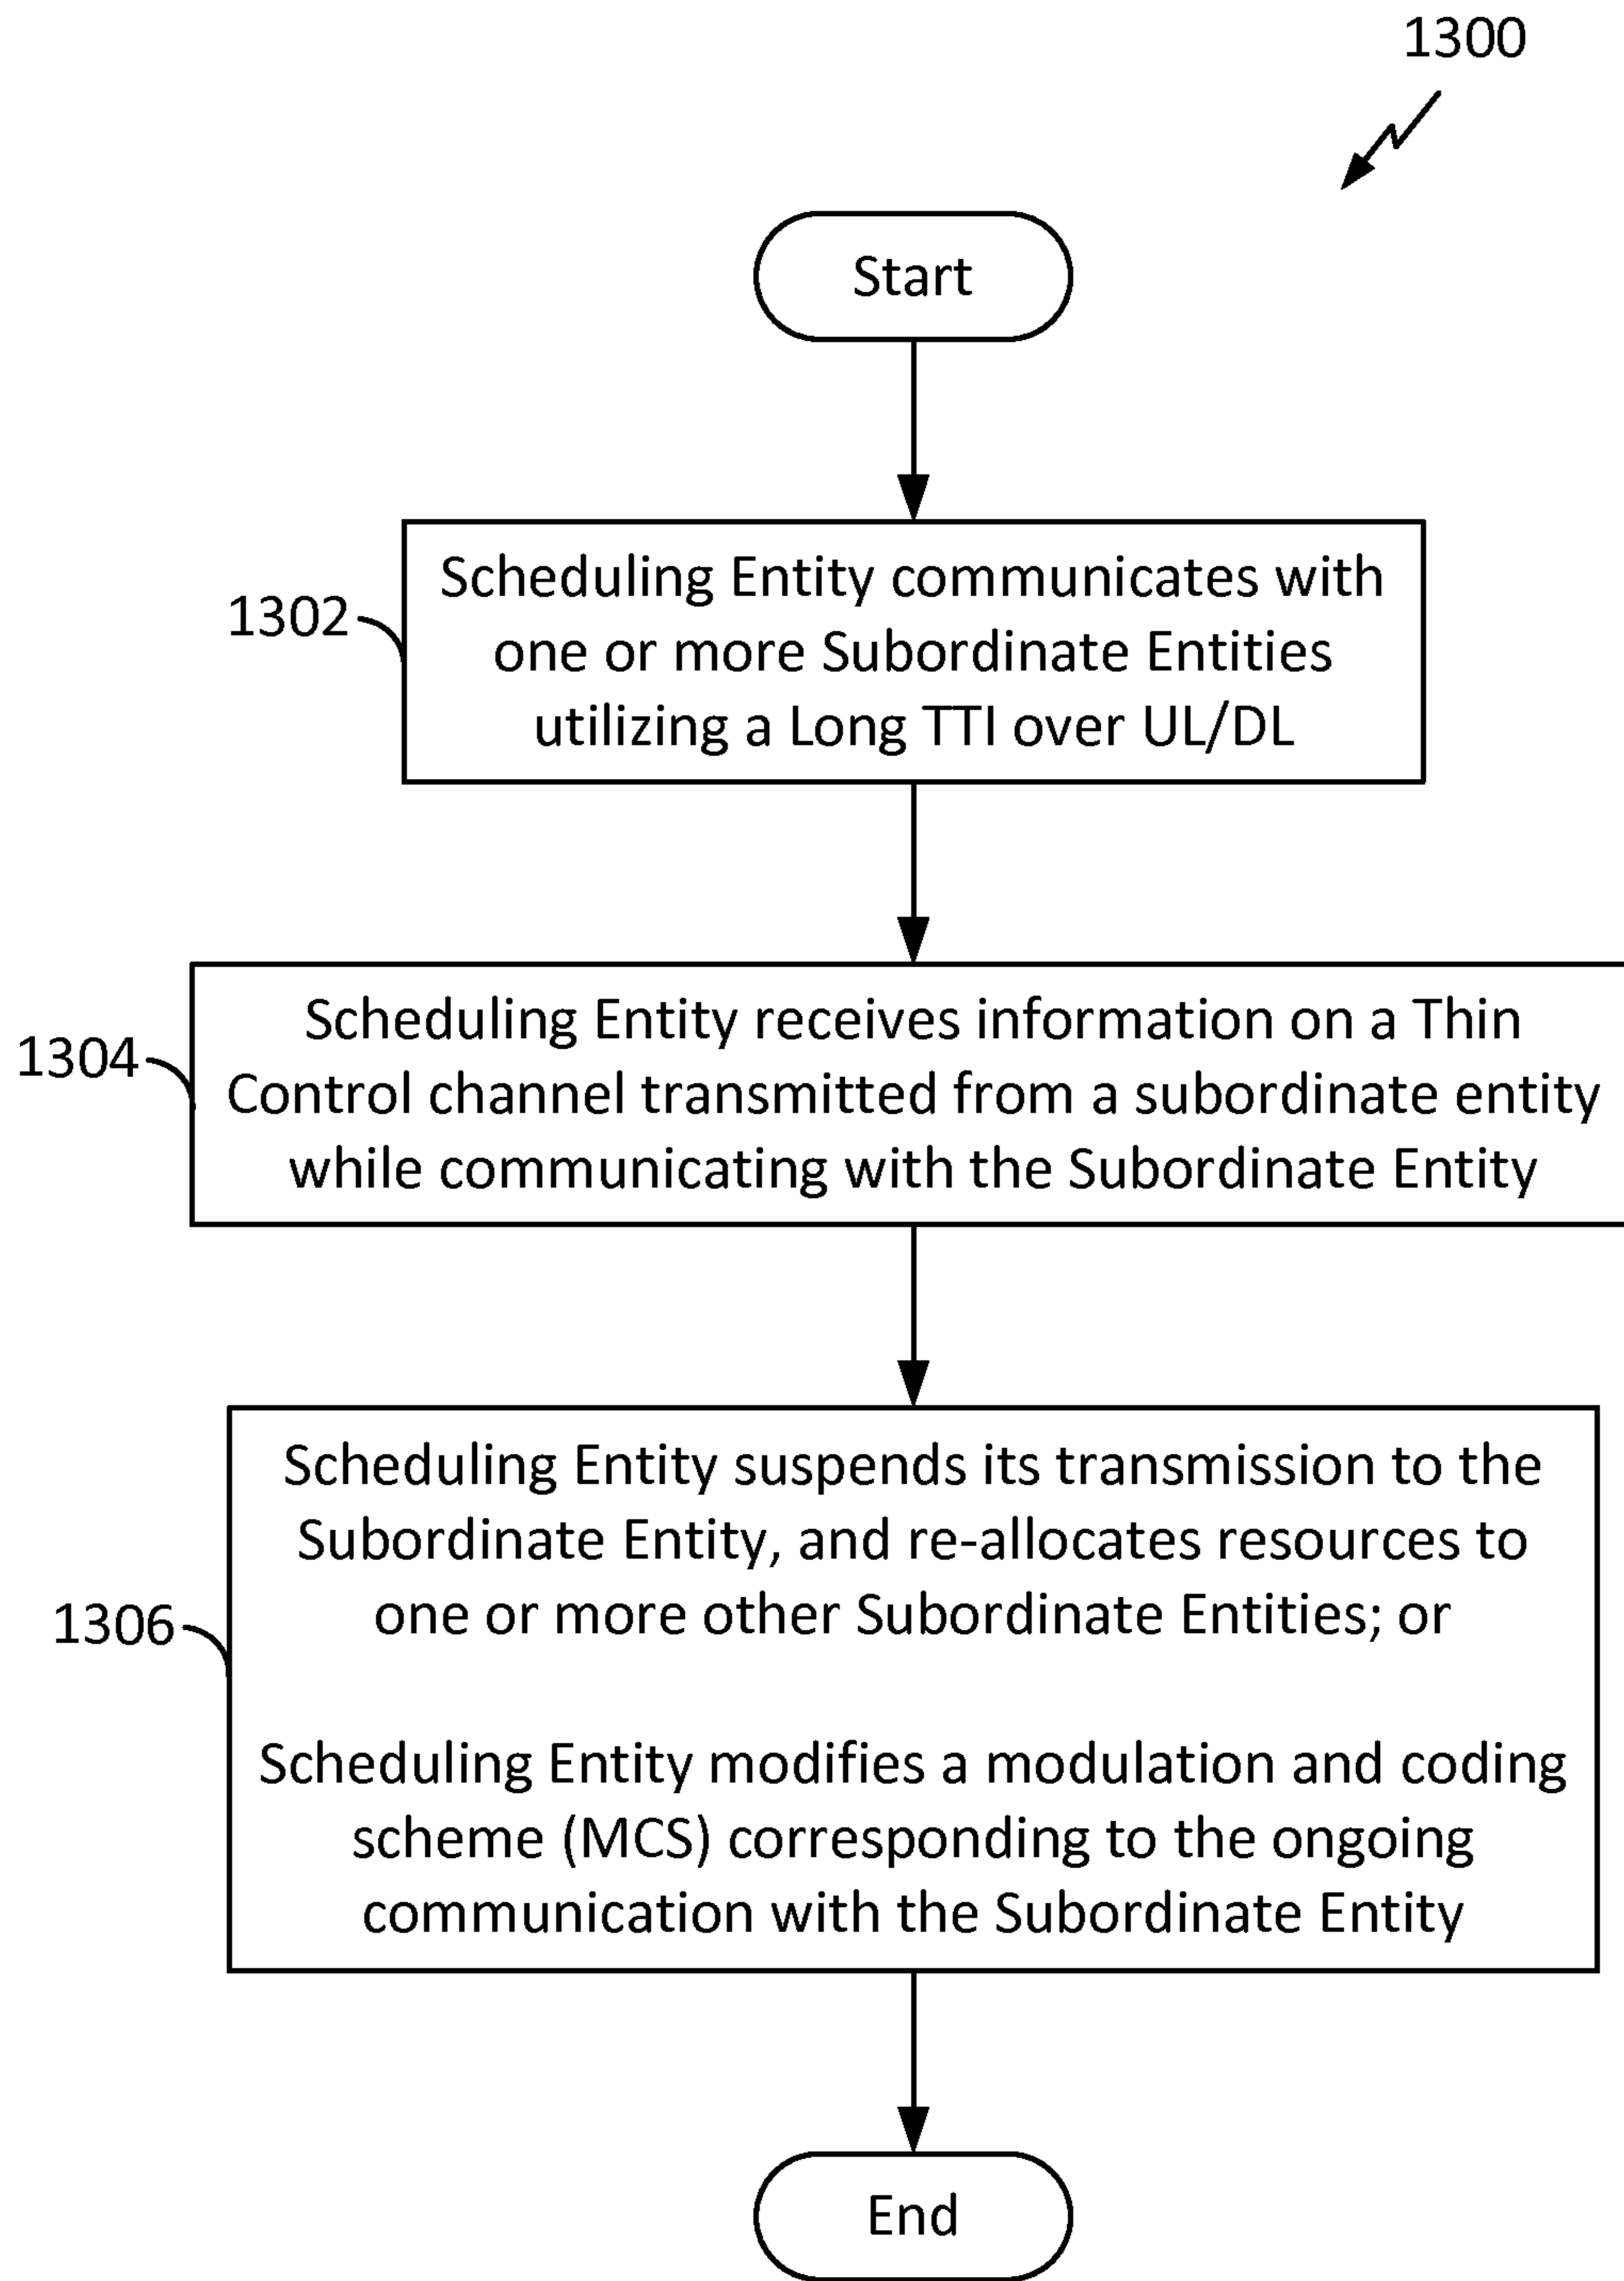 1300
Start
1302
Scheduling Entity communicates with
one or more Subordinate Entities
utilizing a Long TTI over UL/DL
1304
Scheduling Entity receives information on a Thin
Control channel transmitted from a subordinate entity
while communicating with the Subordinate Entity
1306
Scheduling Entity suspends its transmission to the
Subordinate Entity, and re-allocates resources to
one or more other Subordinate Entities; or
Scheduling Entity modifies a modulation and coding
scheme (MCS) corresponding to the ongoing
communication with the Subordinate Entity
End